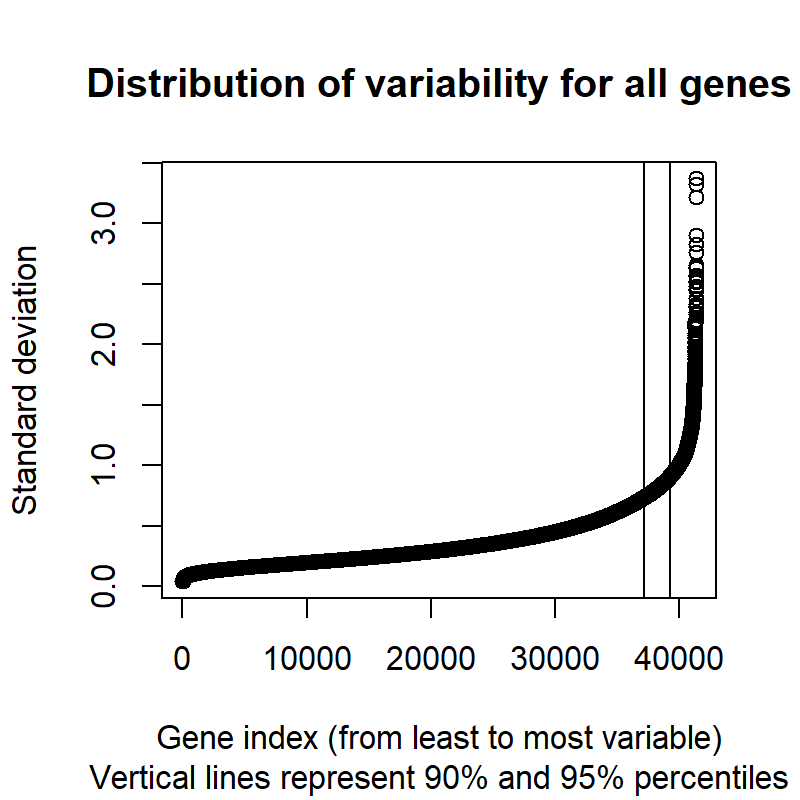 Distribution of variability for all genes
Standard deviation
3.0
2.0
1.0
0.0
0 10000 20000 30000 40000
Gene index (from least to most variable)
Vertical lines represent 90% and 95% percentiles